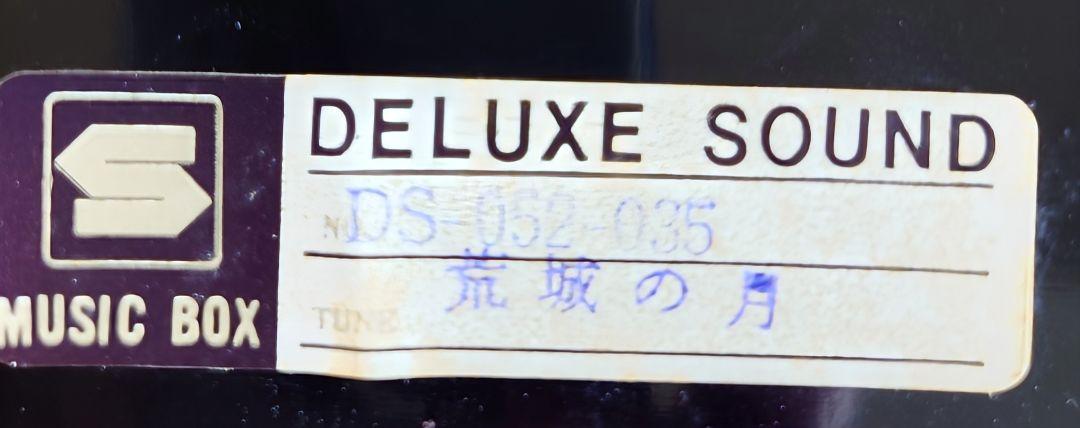 DELUXE SOUND
No. DS-052-035
TUNE 荒城の月
MUSIC BOX